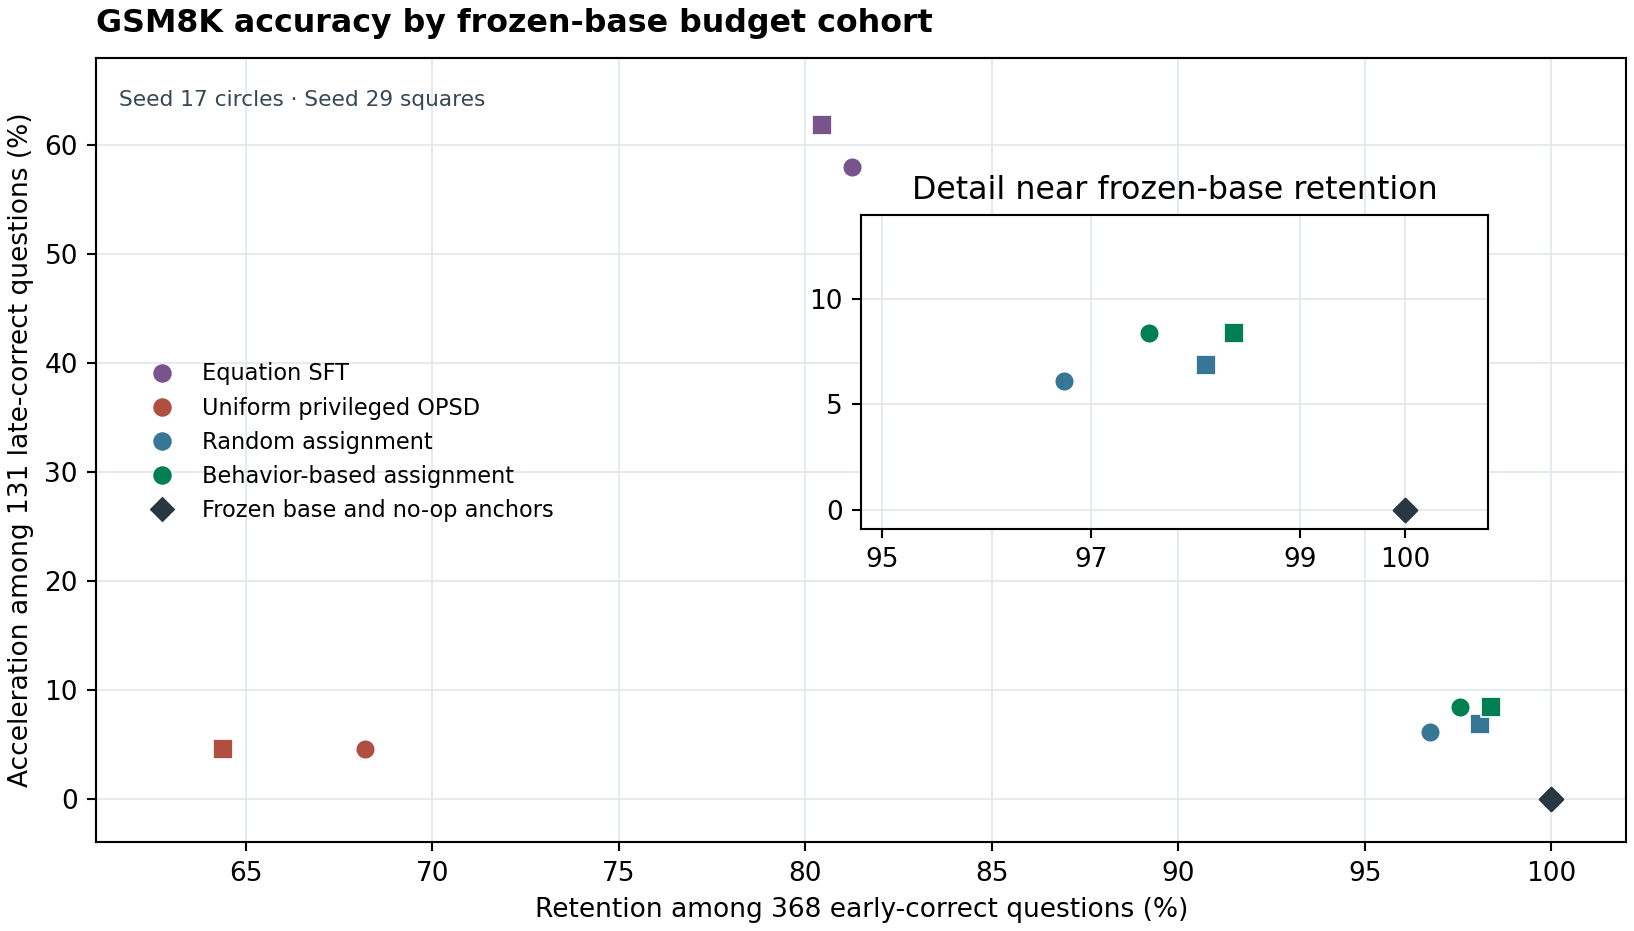 GSM8K accuracy by frozen-base budget cohort
Seed 17 circles · Seed 29 squares
Acceleration among 131 late-correct questions (%)
60
50
40
30
20
10
0
Detail near frozen-base retention
10
5
0
95 97 99 100
Equation SFT
Uniform privileged OPSD
Random assignment
Behavior-based assignment
Frozen base and no-op anchors
65 70 75 80 85 90 95 100
Retention among 368 early-correct questions (%)